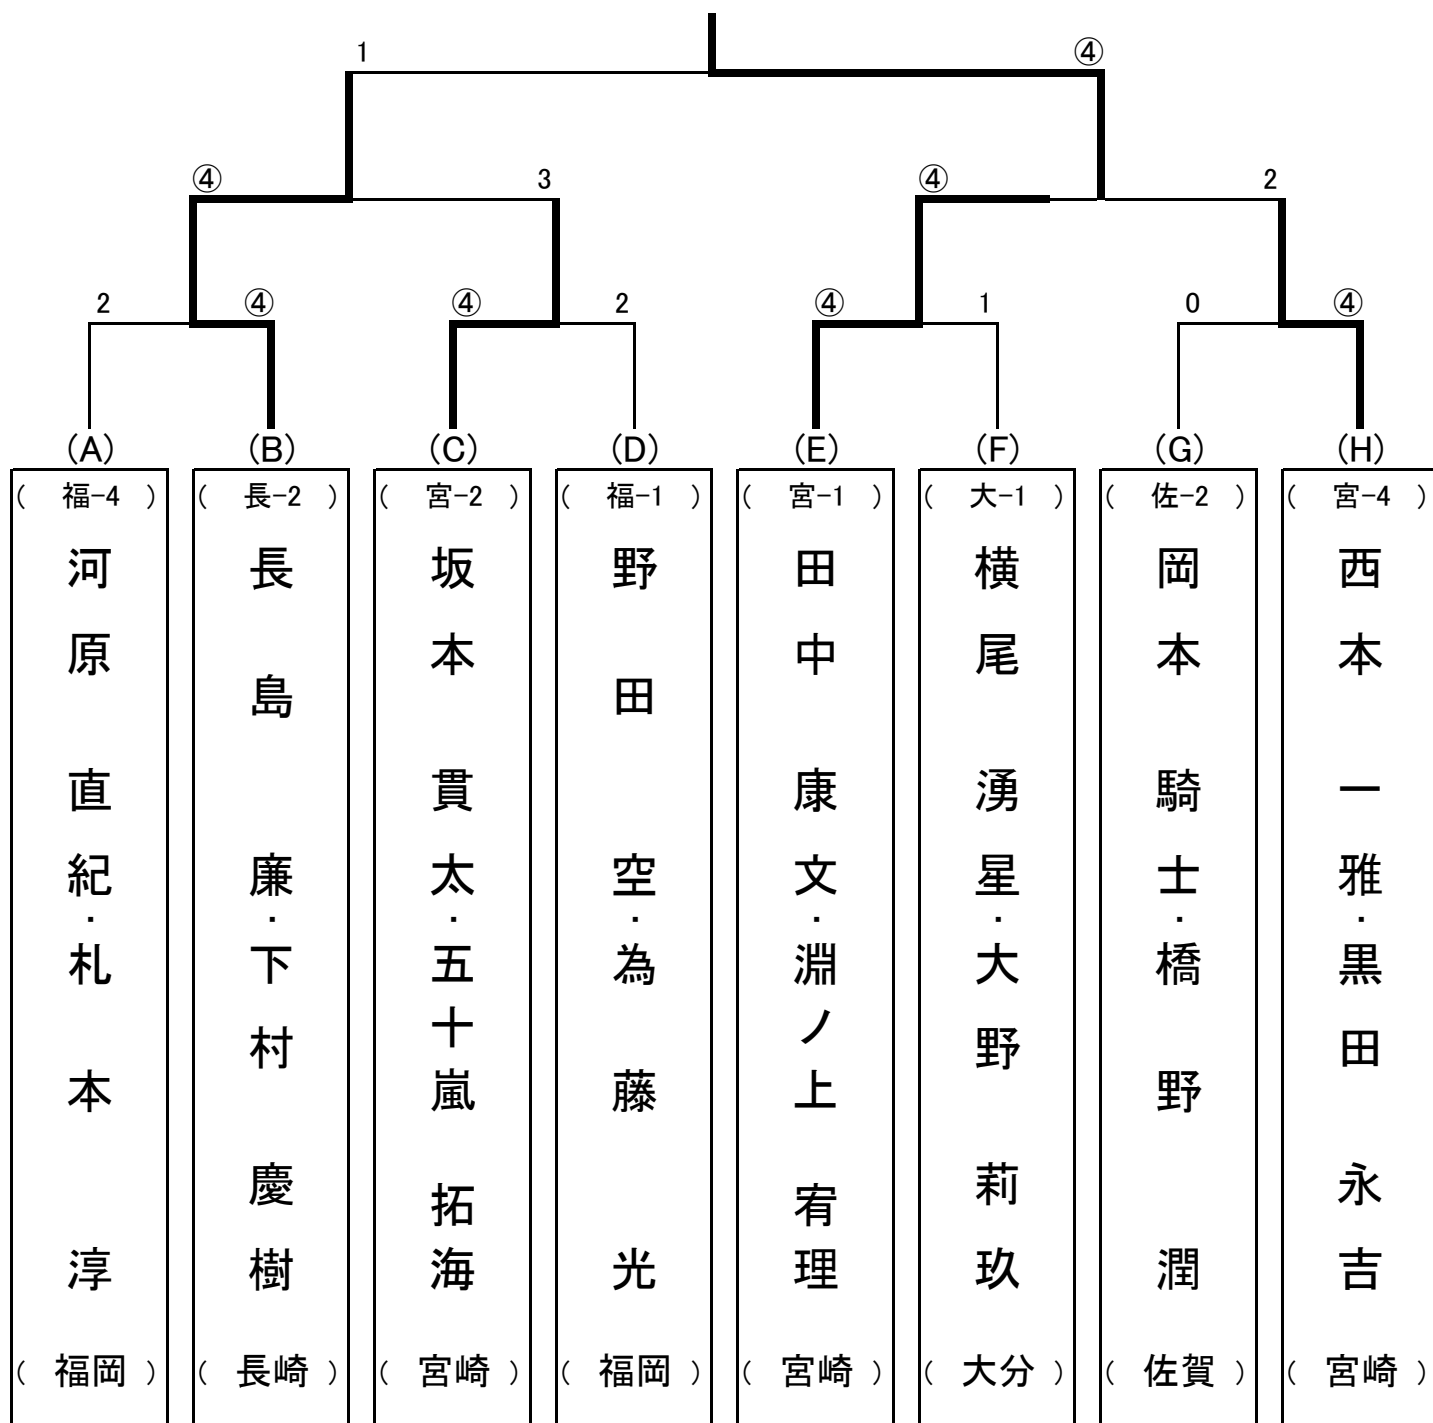 1 ④
④ 3 ④ 2
2 ④ ④ 2 ④ 1 0 ④
(A) (B) (C) (D) (E) (F) (G) (H)
( 福-4 ) ( 長-2 ) ( 宮-2 ) ( 福-1 ) ( 宮-1 ) ( 大-1 ) ( 佐-2 ) ( 宮-4 )
河原 直紀・札本 淳
長島 廉・下村 慶樹
坂本 貫太・五十嵐 拓海
野田 空・為藤 光
田中 康文・淵ノ上 宥理
横尾 湧星・大野 莉玖
岡本 騎士・橋野 潤
西本 一雅・黒田 永吉
( 福岡 ) ( 長崎 ) ( 宮崎 ) ( 福岡 ) ( 宮崎 ) ( 大分 ) ( 佐賀 ) ( 宮崎 )